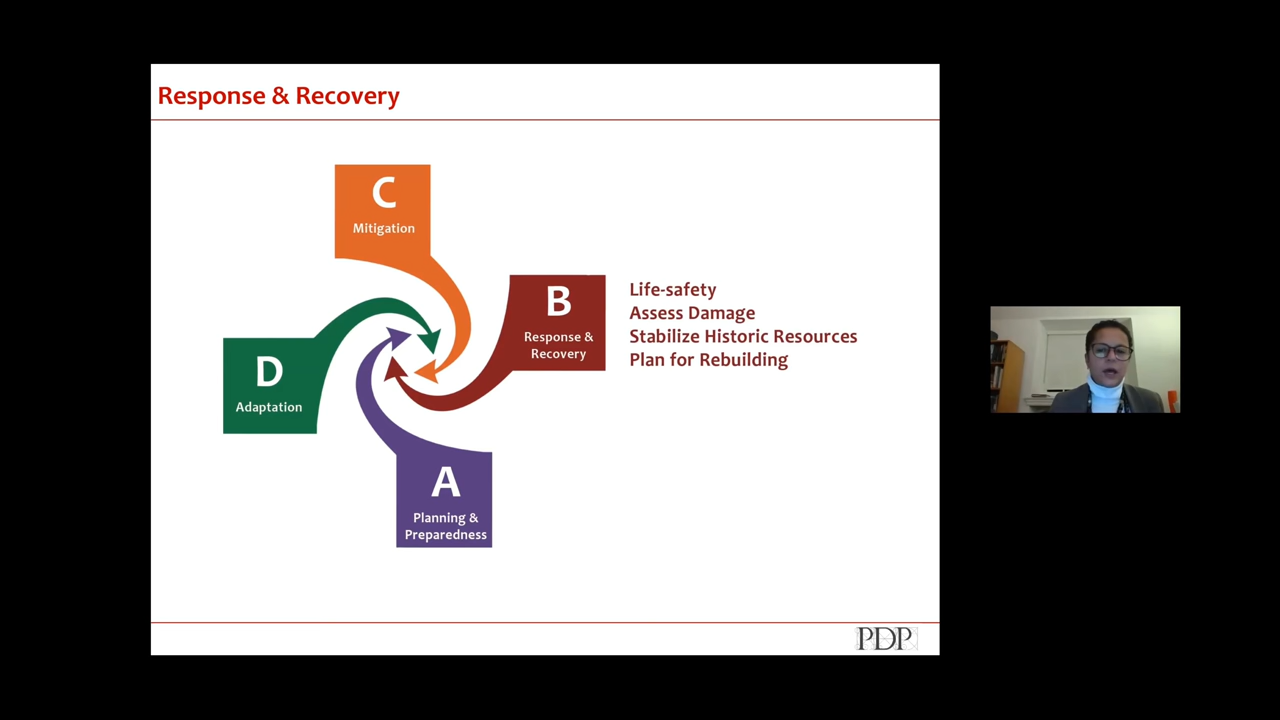 Response & Recovery
C
Mitigation
B
Response &
Recovery
Life-safety
Assess Damage
Stabilize Historic Resources
Plan for Rebuilding
D
Adaptation
A
Planning &
Preparedness
PDP